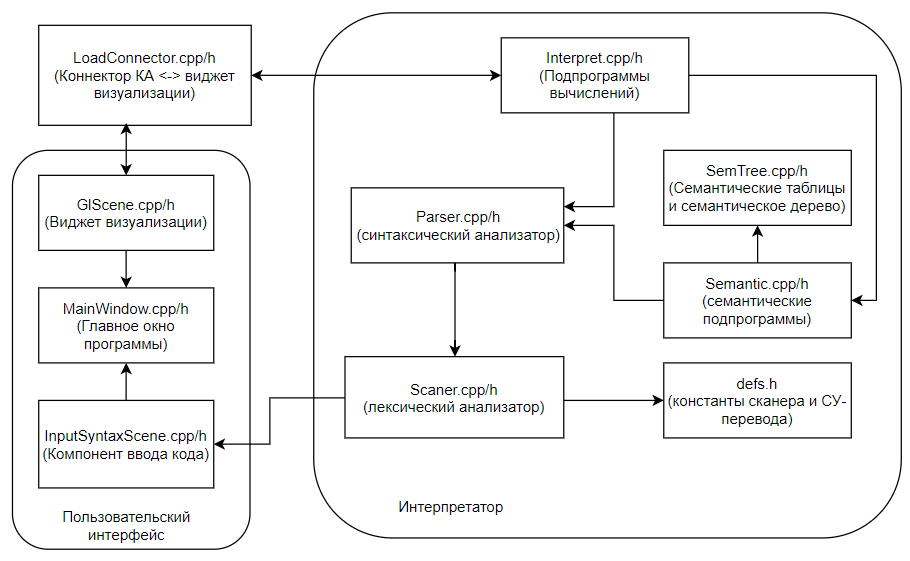 LoadConnector.cpp/h
(Коннектор КА <-> виджет
визуализации)
Interpret.cpp/h
(Подпрограммы
вычислений)
GlScene.cpp/h
(Виджет визуализации)
Parser.cpp/h
(синтаксический анализатор)
SemTree.cpp/h
(Семантические таблицы
и семантическое дерево)
MainWindow.cpp/h
(Главное окно
программы)
Semantic.cpp/h
(семантические
подпрограммы)
InputSyntaxScene.cpp/h
(Компонент ввода кода)
Scaner.cpp/h
(лексический анализатор)
defs.h
(константы сканера и СУ-
перевода)
Пользовательский
интерфейс
Интерпретатор